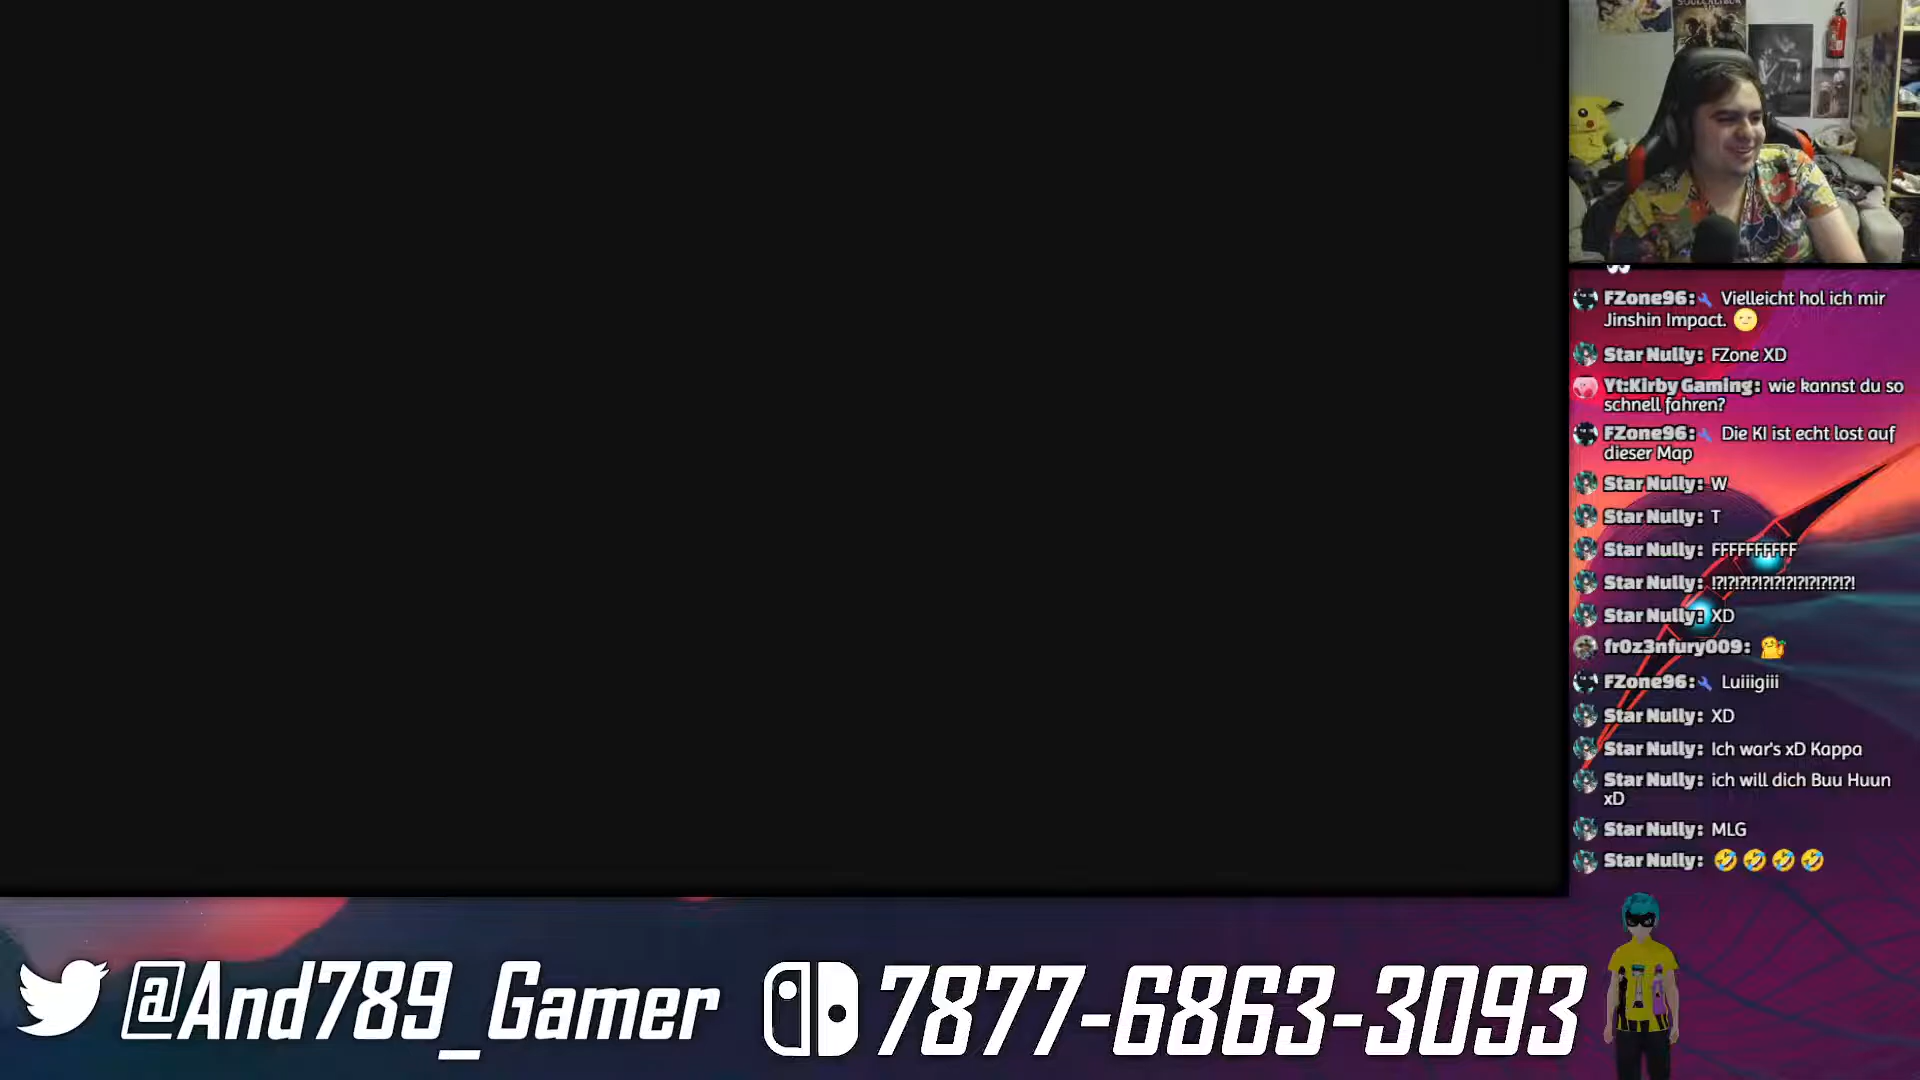 SOULCALIBUR
FZone96: Vielleicht hol ich mir
Jinshin Impact. 🌝
Star Nully: FZone XD
Yt:Kirby Gaming: wie kannst du so
schnell fahren?
FZone96: Die KI ist echt lost auf
dieser Map
Star Nully: W
Star Nully: T
Star Nully: FFFFFFFFFF
Star Nully: !?!?!?!?!?!?!?!?!?!?!?!?!
Star Nully: XD
fr0z3nfury009:
FZone96: Luiiigiii
Star Nully: XD
Star Nully: Ich war's xD Kappa
Star Nully: ich will dich Buu Huun
xD
Star Nully: MLG
Star Nully: 🤣🤣🤣🤣
@And789_Gamer 7877-6863-3093